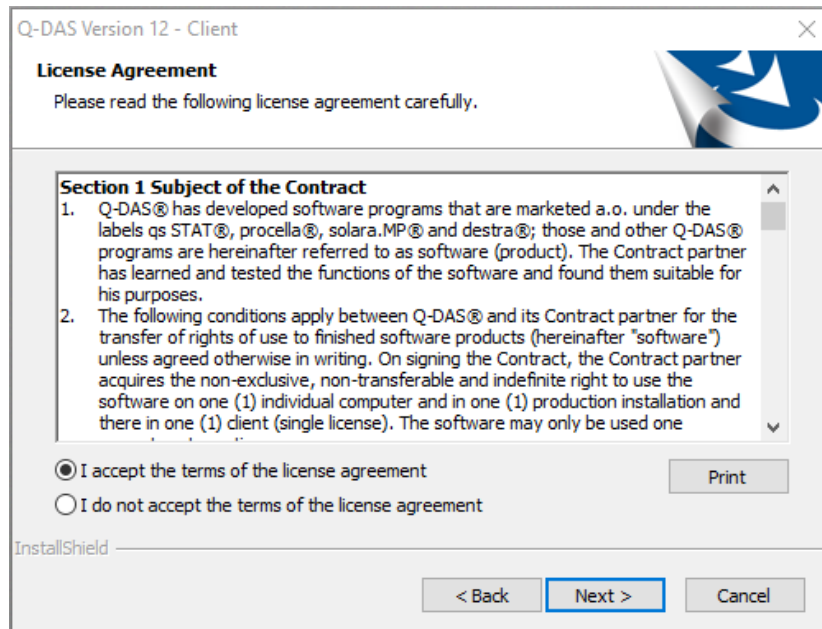 Q-DAS Version 12 - Client
License Agreement
Please read the following license agreement carefully.
Section 1 Subject of the Contract
1. Q-DAS® has developed software programs that are marketed a.o. under the
labels qs STAT®, procella®, solara.MP® and destra®; those and other Q-DAS®
programs are hereinafter referred to as software (product). The Contract partner
has learned and tested the functions of the software and found them suitable for
his purposes.
2. The following conditions apply between Q-DAS® and its Contract partner for the
transfer of rights of use to finished software products (hereinafter "software")
unless agreed otherwise in writing. On signing the Contract, the Contract partner
acquires the non-exclusive, non-transferable and indefinite right to use the
software on one (1) individual computer and in one (1) production installation and
there in one (1) client (single license). The software may only be used one
I accept the terms of the license agreement
Print
I do not accept the terms of the license agreement
InstallShield
< Back Next > Cancel